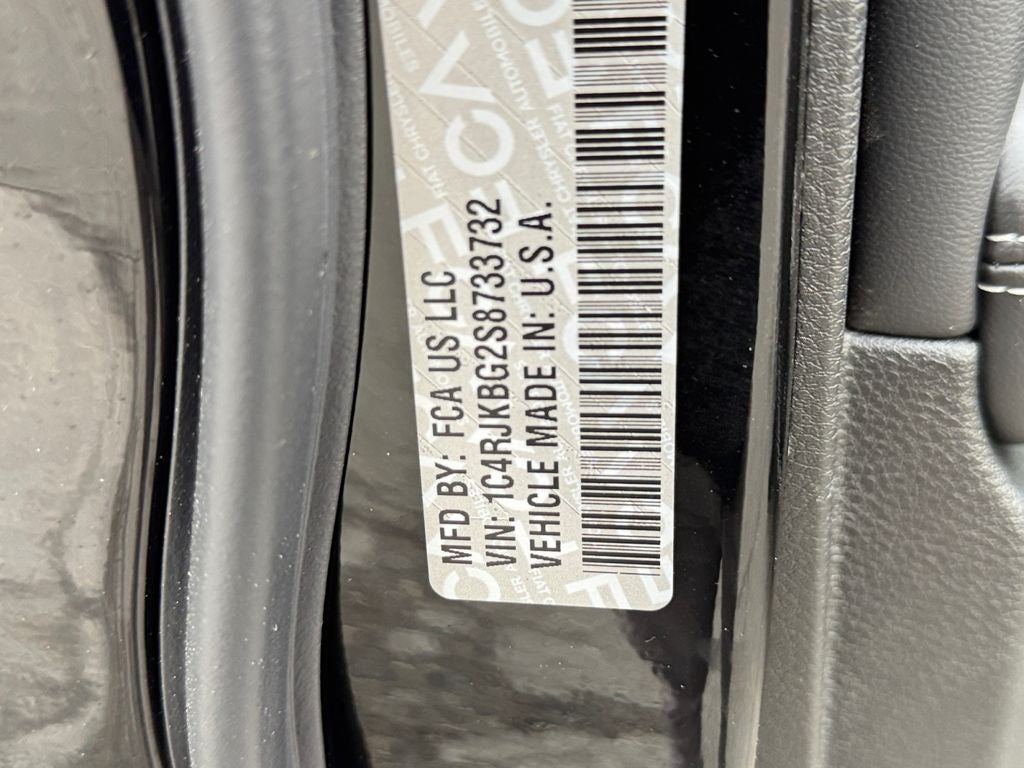 MFD BY: FCA US LLC
VIN: 1C4RJKBG2S8733732
VEHICLE MADE IN: U.S.A.